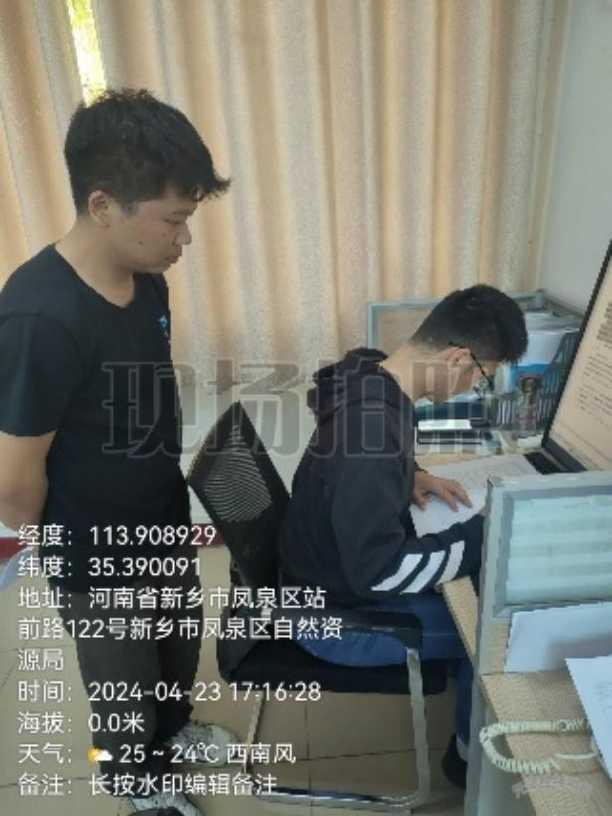 现场拍照
经度：113.908929
纬度：35.390091
地址：河南省新乡市凤泉区站
前路122号新乡市凤泉区自然资
源局
时间：2024-04-23 17:16:28
海拔：0.0米
天气：25～24℃ 西南风
备注：长按水印编辑备注